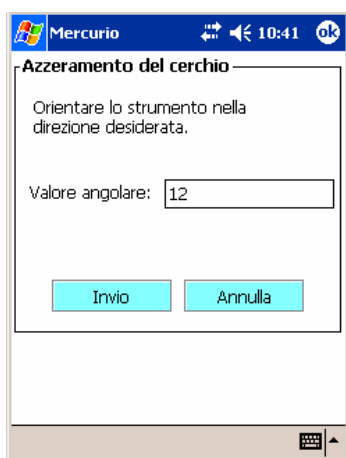 Mercurio 10:41 ok
Azzeramento del cerchio
Orientare lo strumento nella
direzione desiderata.
Valore angolare: 12
Invio Annulla